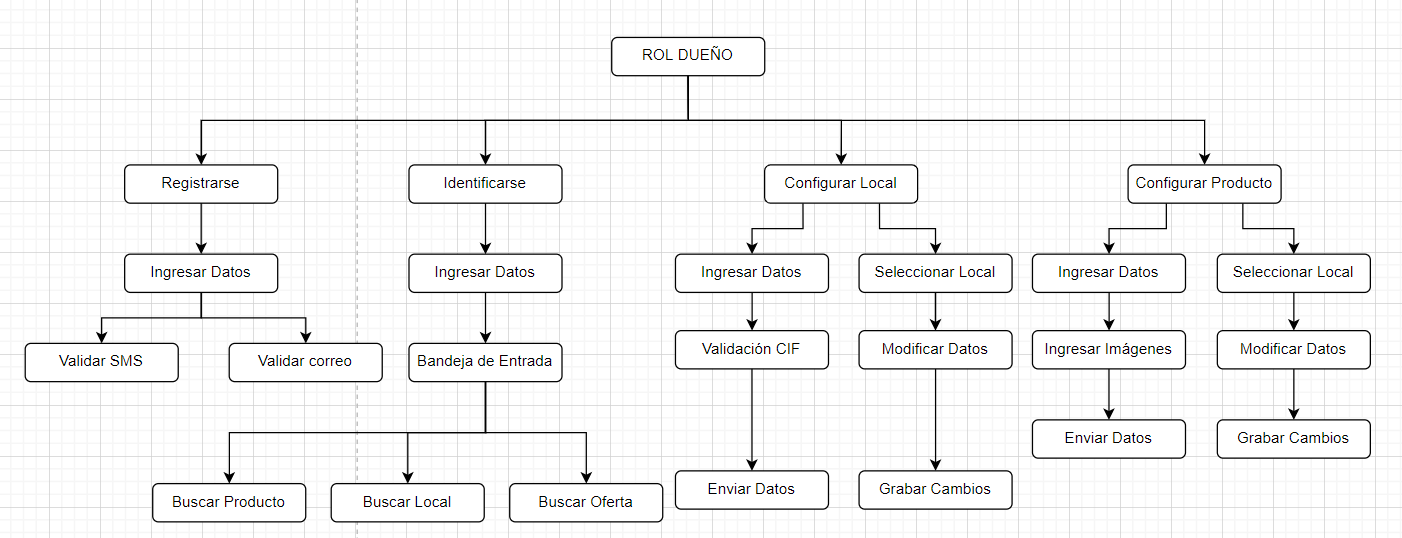 ROL DUEÑO
Registrarse
Identificarse
Configurar Local
Configurar Producto
Ingresar Datos
Ingresar Datos
Ingresar Datos
Seleccionar Local
Ingresar Datos
Seleccionar Local
Validar SMS
Validar correo
Bandeja de Entrada
Validación CIF
Modificar Datos
Ingresar Imágenes
Modificar Datos
Enviar Datos
Grabar Cambios
Buscar Producto
Buscar Local
Buscar Oferta
Enviar Datos
Grabar Cambios